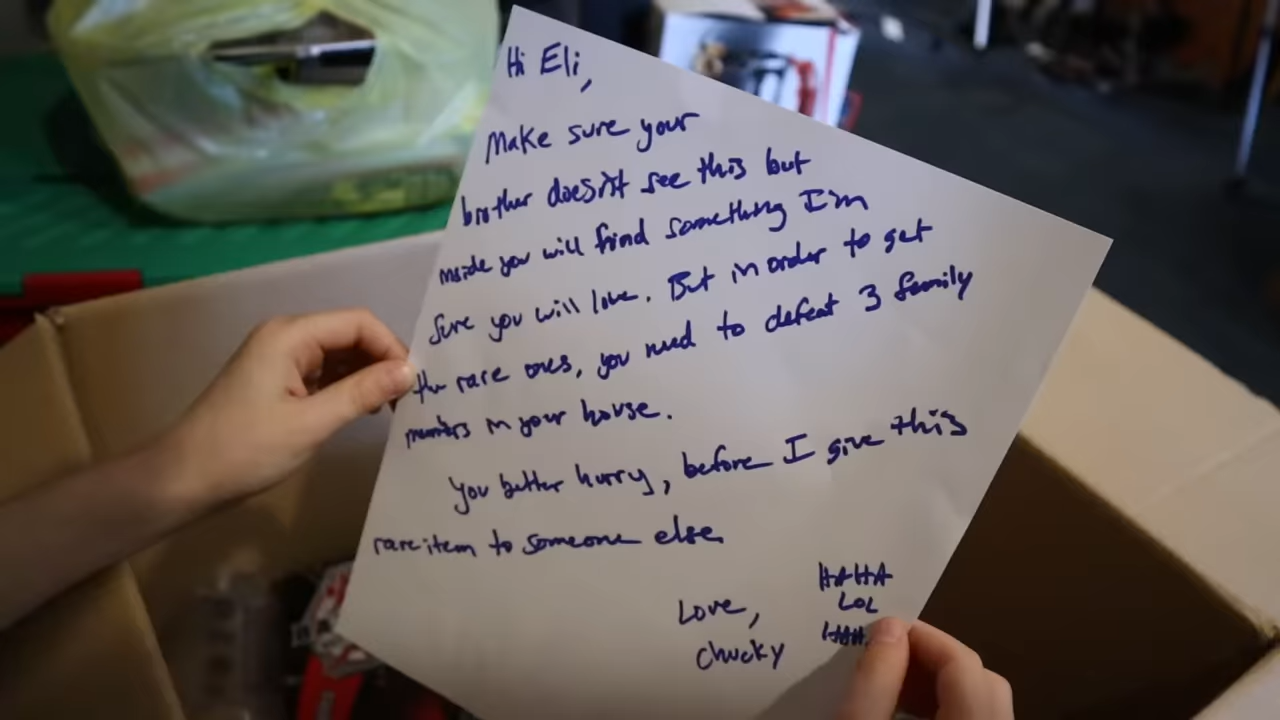 Hi Eli,
Make sure your
brother doesn't see this but
inside you will find something I'm
sure you will love. But in order to get
the rare ones, you need to defeat 3 family
members in your house.
You better hurry, before I give this
rare item to someone else
Love,
Chucky
HAHA
LOL
HAH